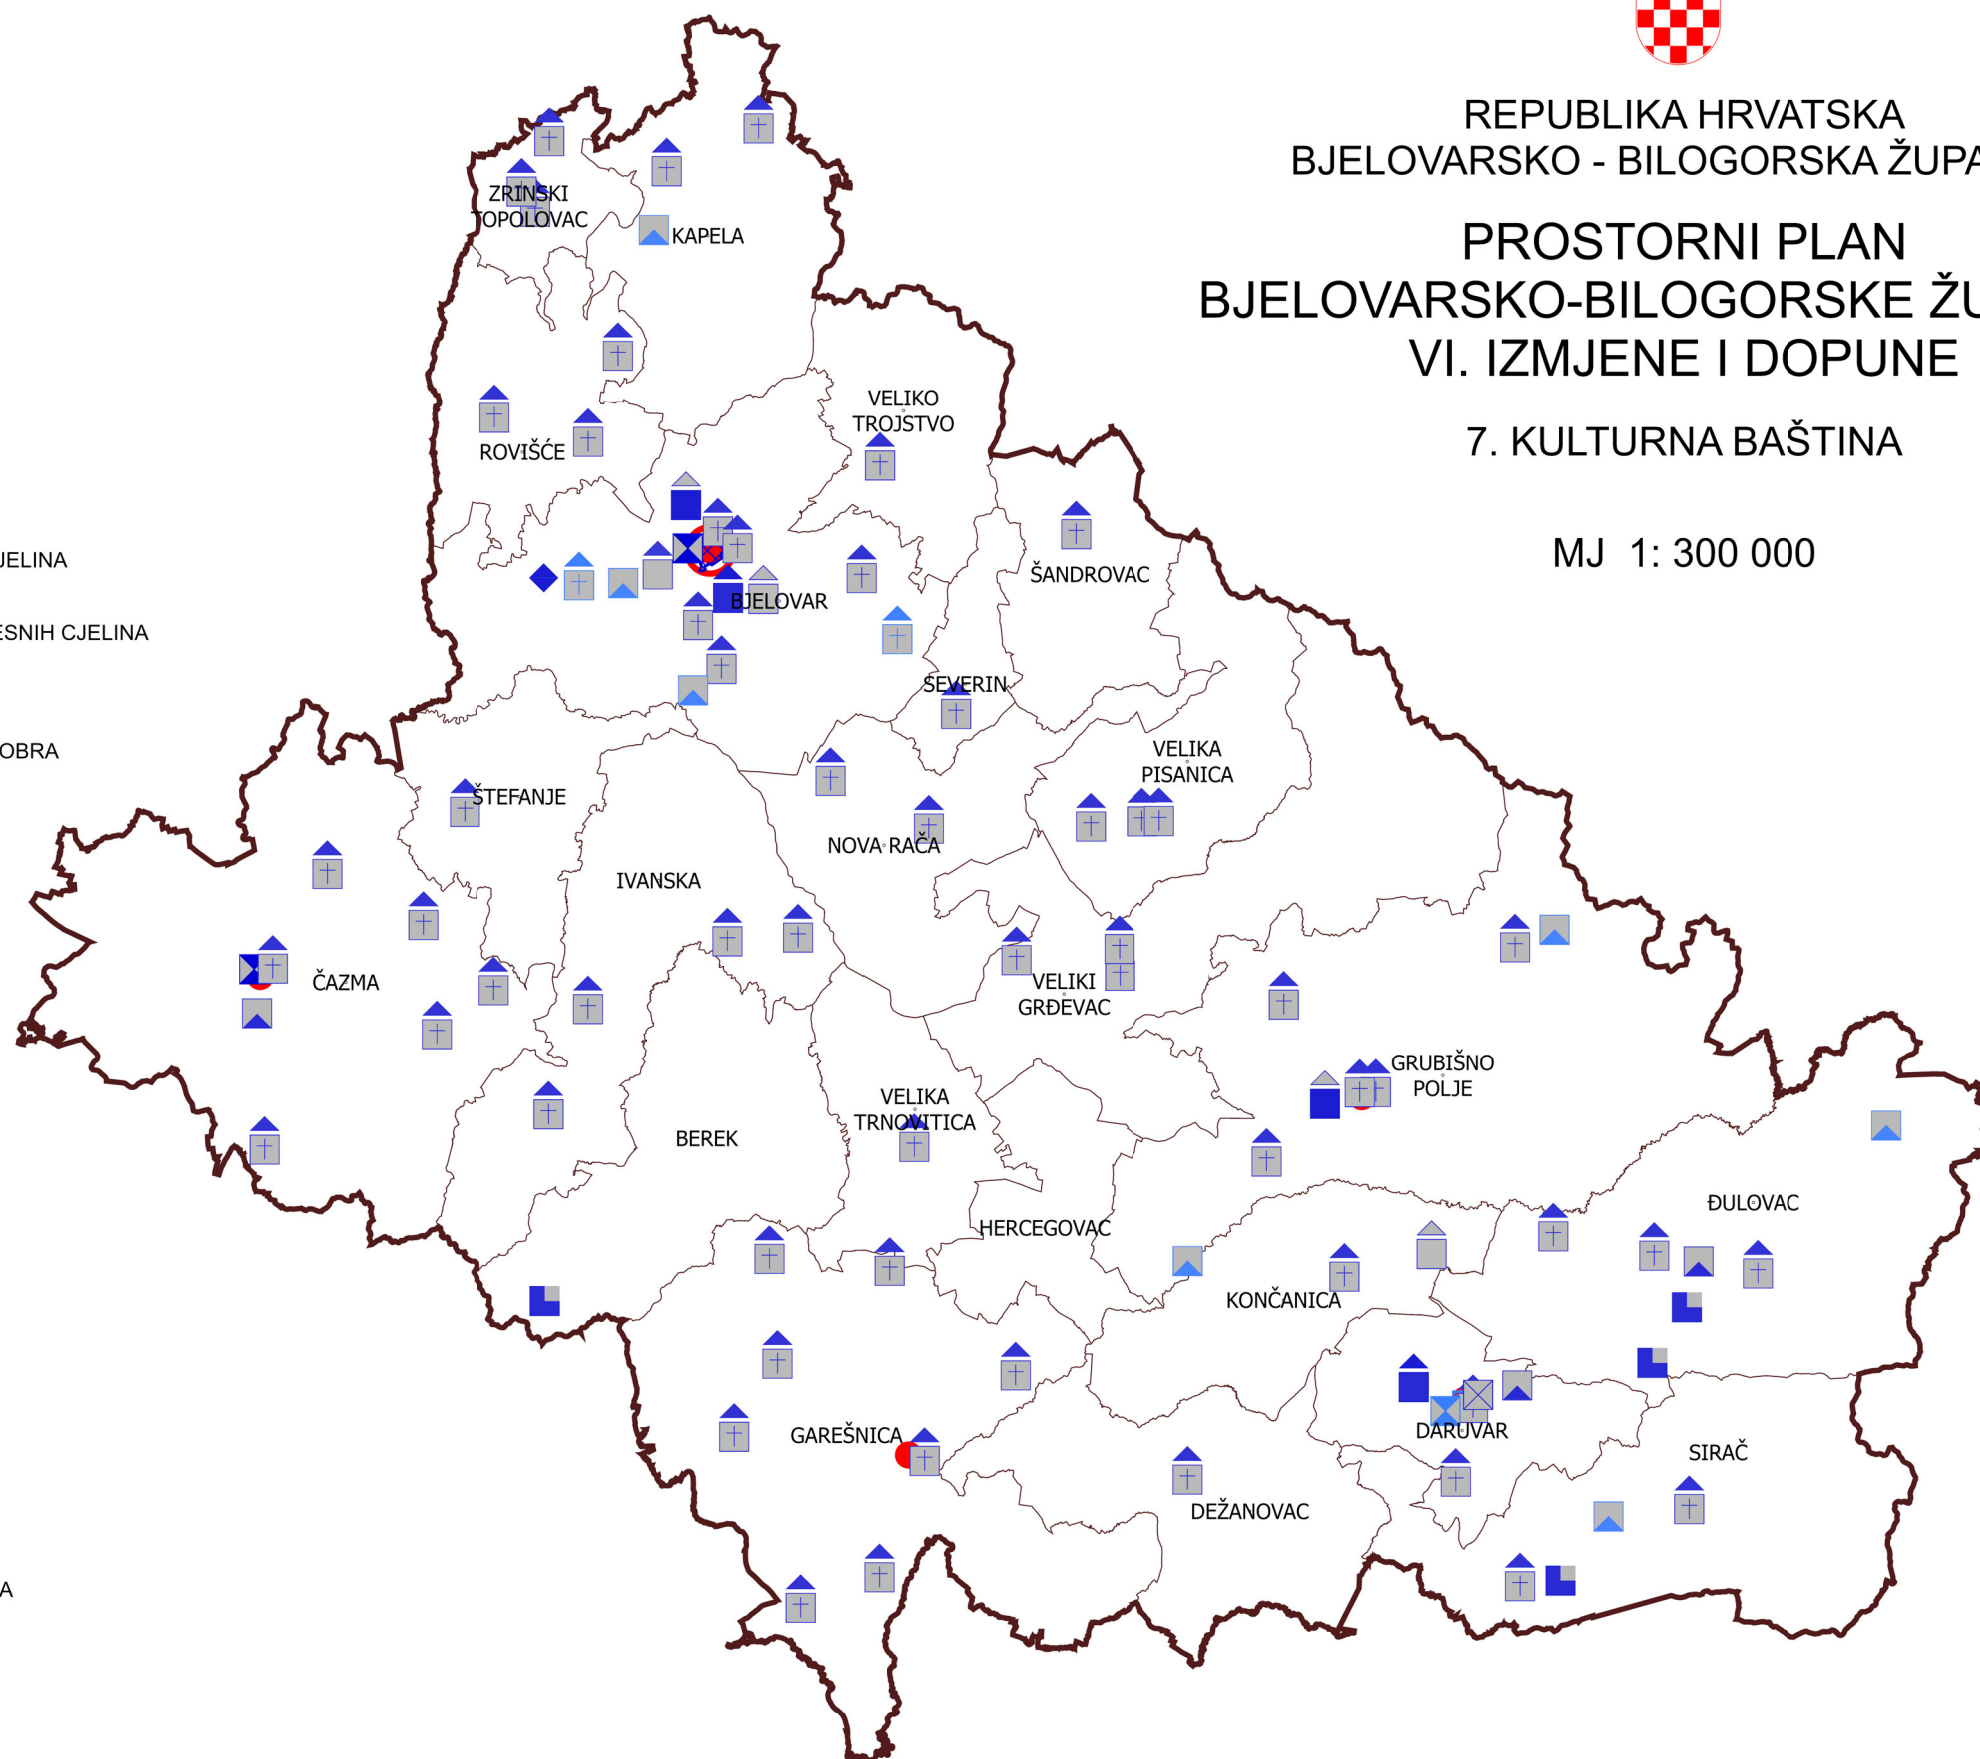 REPUBLIKA HRVATSKA
BJELOVARSKO - BILOGORSKA ŽUPA
PROSTORNI PLAN
BJELOVARSKO-BILOGORSKE ŽU
VI. IZMJENE I DOPUNE
7. KULTURNA BAŠTINA
MJ 1: 300 000
ZRINSKI
TOPOLOVAC
KAPELA
VELIKO
TROJSTVO
ROVIŠĆE
JELINA
ŠANDROVAC
BJELOVAR
ESNIH CJELINA
SEVERIN
OBRA
VELIKA
PISANICA
ŠTEFANJE
NOVA RAČA
IVANSKA
ČAZMA
VELIKI
GRĐEVAC
GRUBIŠNO
POLJE
VELIKA
TRNOVITICA
BEREK
ĐULOVAC
HERCEGOVAC
KONČANICA
GAREŠNICA
DARUVAR
SIRAČ
DEŽANOVAC
A